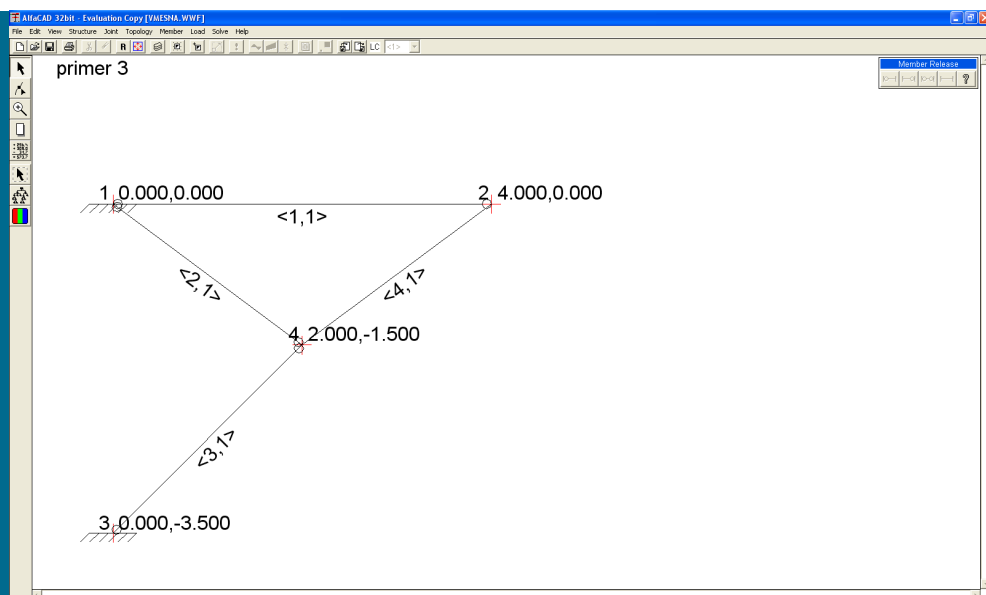 AlfaCAD 32bit - Evaluation Copy [VMESNA.WWF]
File Edit View Structure Joint Topology Member Load Solve Help
R LC: <1>
primer 3
Member Release
?
1 0.000,0.000
2 4.000,0.000
<1,1>
<2,1>
<4,1>
4 2.000,-1.500
<3,1>
3 0.000,-3.500